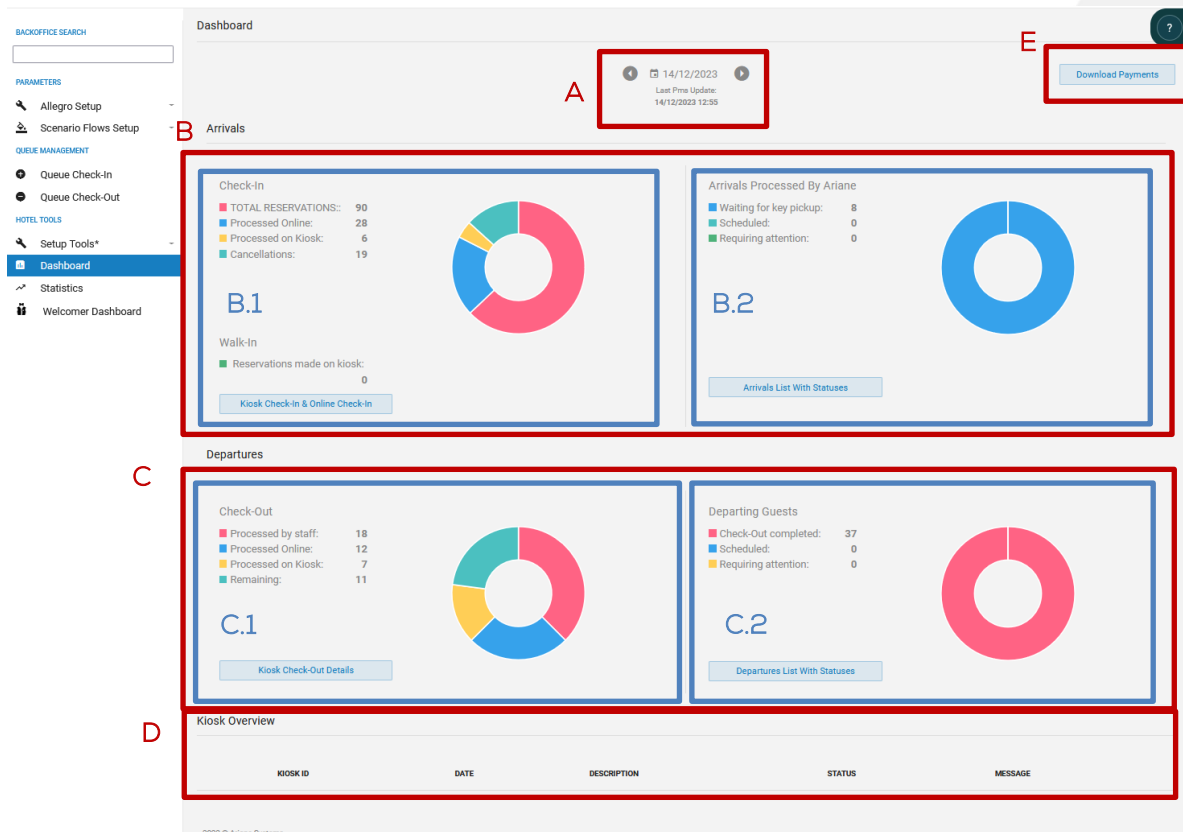 Dashboard
?
BACKOFFICE SEARCH
PARAMETERS
Allegro Setup
Scenario Flows Setup
QUEUE MANAGEMENT
Queue Check-In
Queue Check-Out
HOTEL TOOLS
Setup Tools*
Dashboard
Statistics
Welcomer Dashboard
A
14/12/2023
Last Pms Update:
14/12/2023 12:55
E
Download Payments
B
Arrivals
Check-In
TOTAL RESERVATIONS:: 90
Processed Online: 28
Processed on Kiosk: 6
Cancellations: 19
B.1
Walk-In
Reservations made on kiosk:
0
Kiosk Check-In & Online Check-In
Arrivals Processed By Ariane
Waiting for key pickup: 8
Scheduled: 0
Requiring attention: 0
B.2
Arrivals List With Statuses
C
Departures
Check-Out
Processed by staff: 18
Processed Online: 12
Processed on Kiosk: 7
Remaining: 11
C.1
Kiosk Check-Out Details
Departing Guests
Check-Out completed: 37
Scheduled: 0
Requiring attention: 0
C.2
Departures List With Statuses
D
Kiosk Overview
KIOSK ID DATE DESCRIPTION STATUS MESSAGE